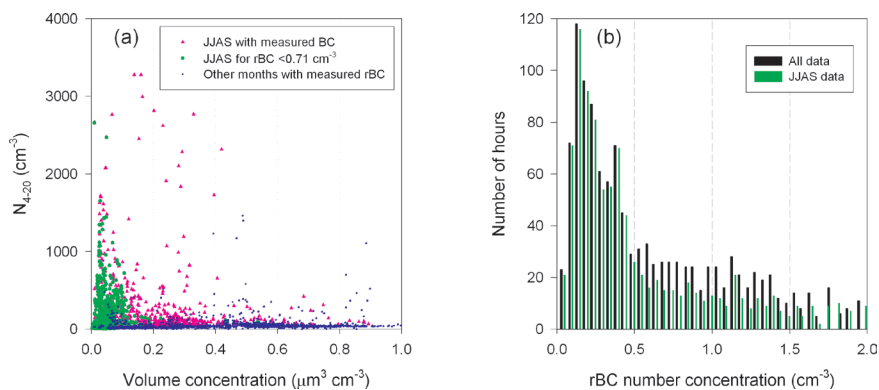 (a)
JJAS with measured BC
JJAS for rBC <0.71 cm⁻³
Other months with measured rBC
N₄₋₂₀ (cm⁻³)
4000
3000
2000
1000
0
0.0 0.2 0.4 0.6 0.8 1.0
Volume concentration (μm³ cm⁻³)
(b)
All data
JJAS data
Number of hours
120
100
80
60
40
20
0
0.0 0.5 1.0 1.5 2.0
rBC number concentration (cm⁻³)